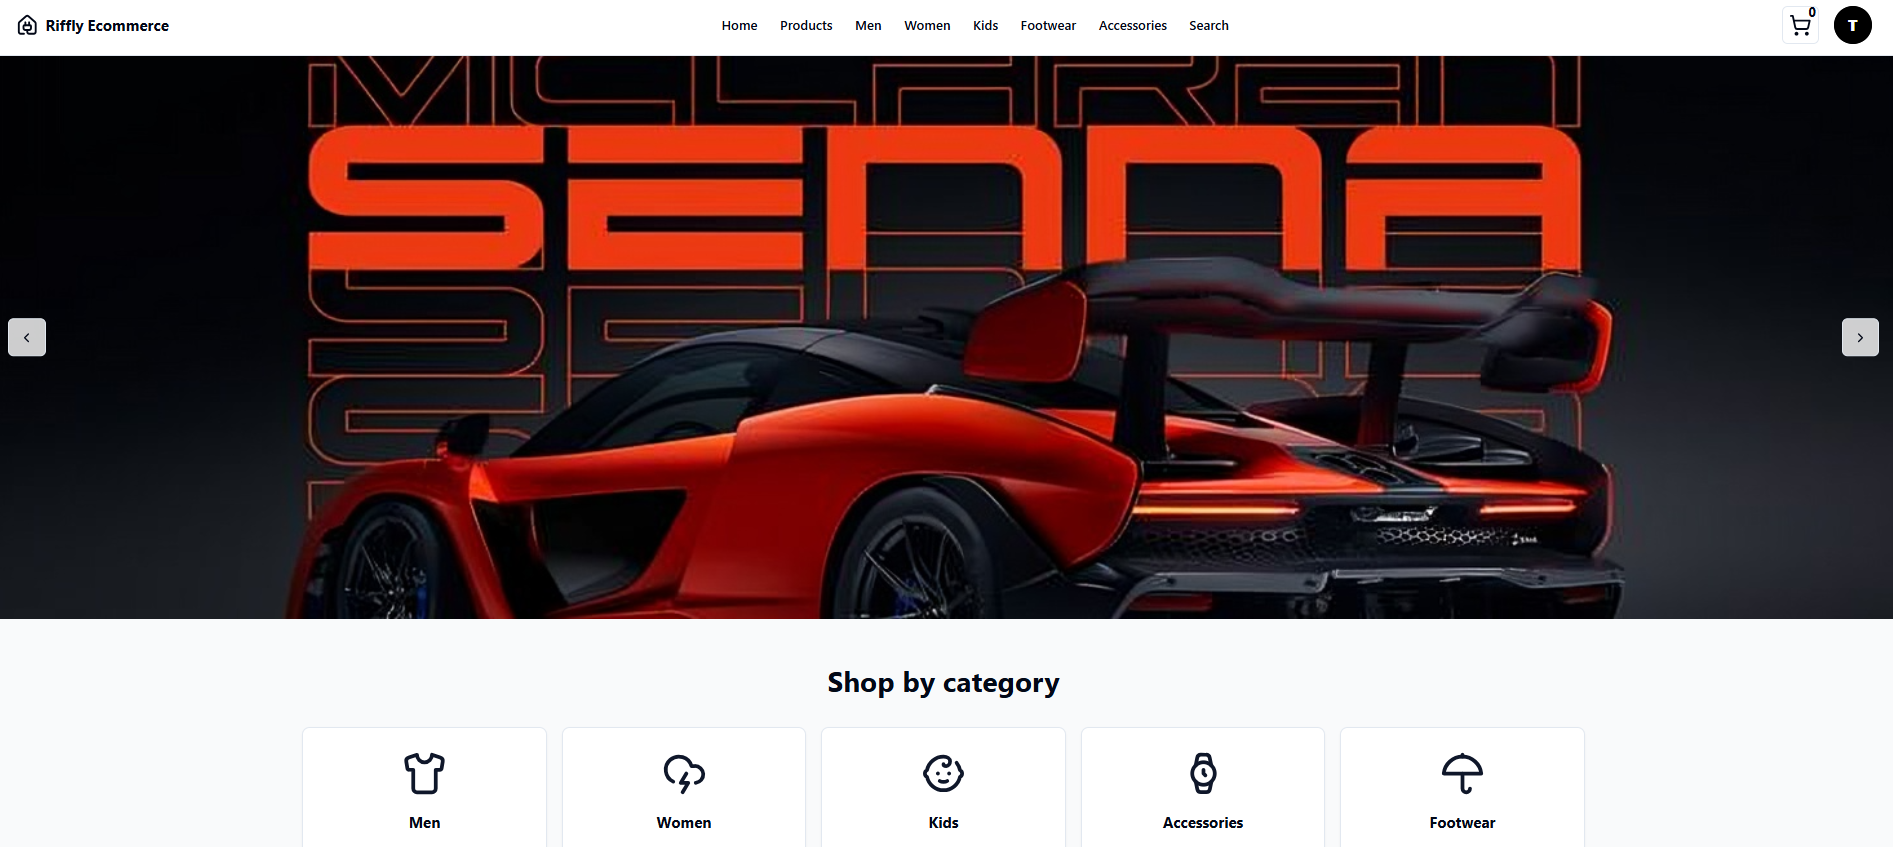 Riffly Ecommerce
Home Products Men Women Kids Footwear Accessories Search
0
T
MCLAREN
SENNA
SENNA
Shop by category
Men
Women
Kids
Accessories
Footwear